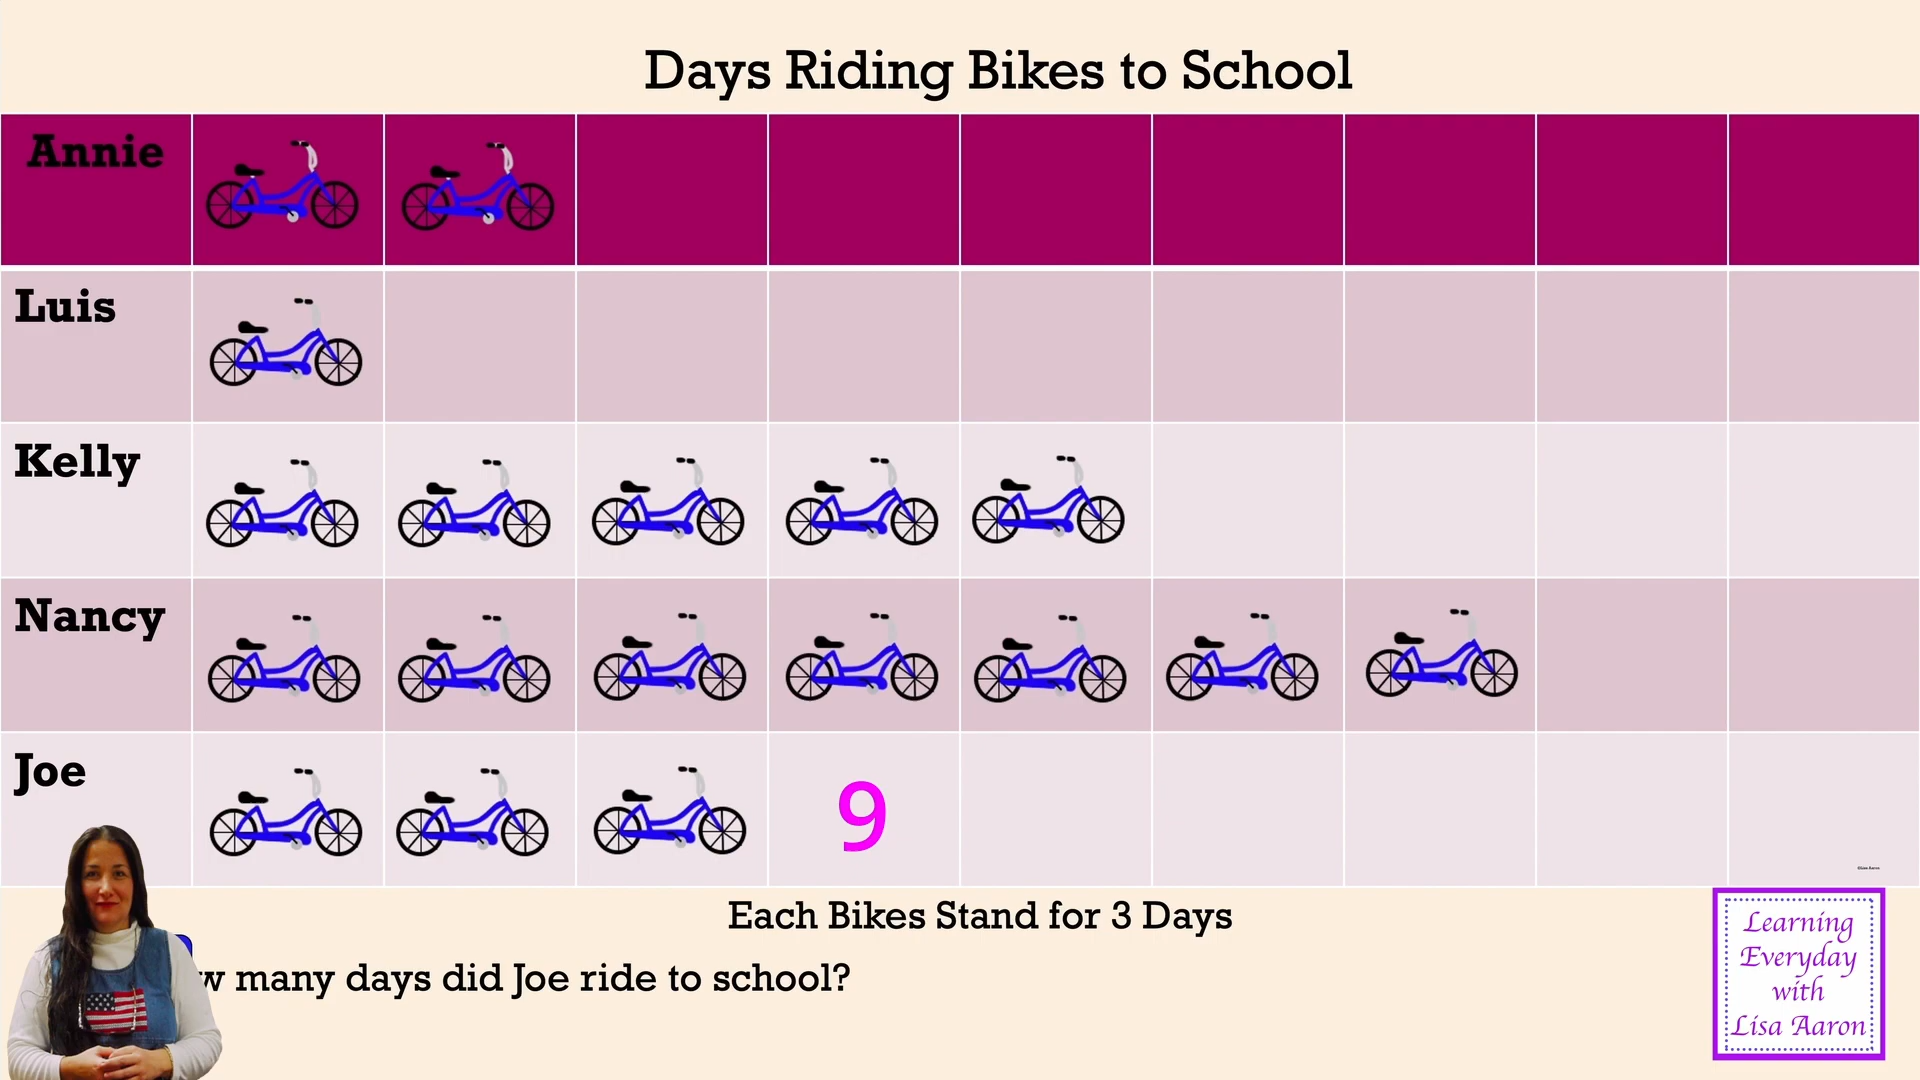 Days Riding Bikes to School
Annie
Luis
Kelly
Nancy
Joe
9
Each Bikes Stand for 3 Days
many days did Joe ride to school?
Learning
Everyday
with
Lisa Aaron